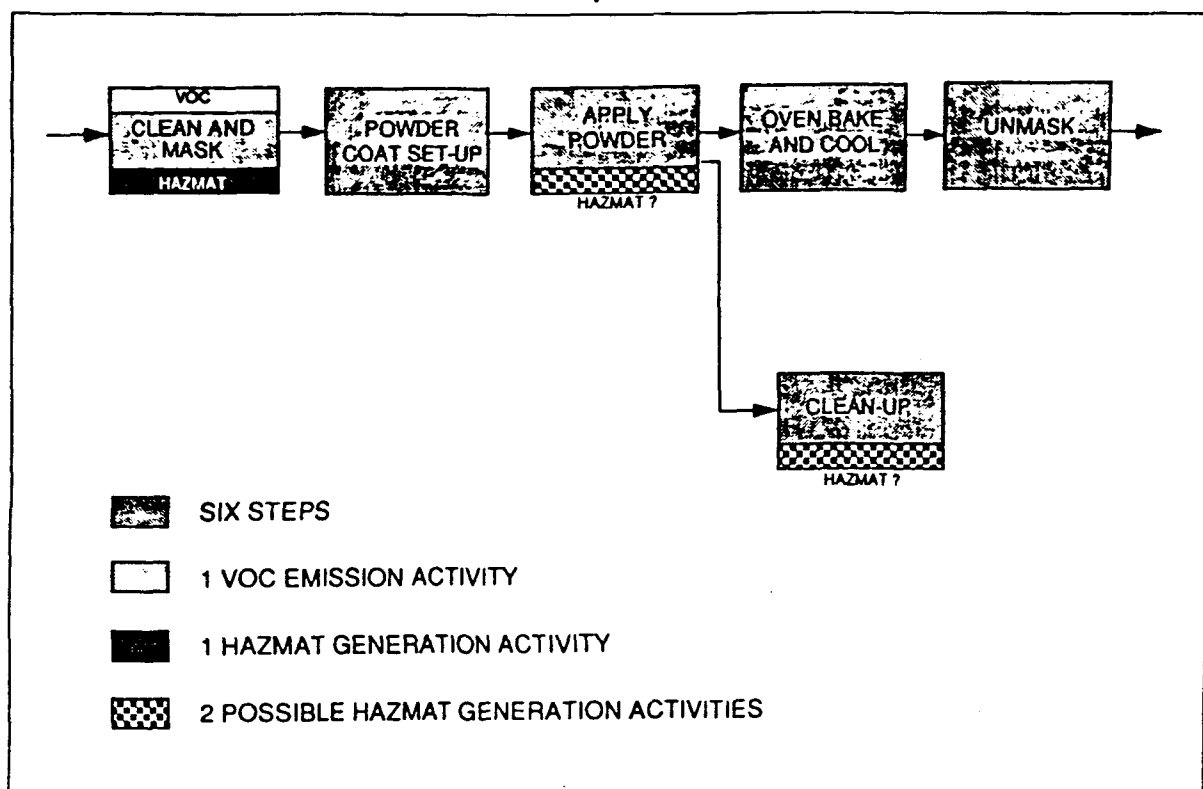 VOC
CLEAN AND
MASK
HAZMAT
POWDER
COAT SET-UP
APPLY
POWDER
HAZMAT ?
OVEN BAKE
AND COOL
UNMASK
CLEAN-UP
HAZMAT ?
SIX STEPS
1 VOC EMISSION ACTIVITY
1 HAZMAT GENERATION ACTIVITY
2 POSSIBLE HAZMAT GENERATION ACTIVITIES